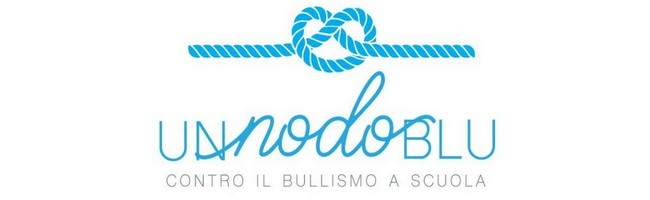 UN nodo BLU
CONTRO IL BULLISMO A SCUOLA